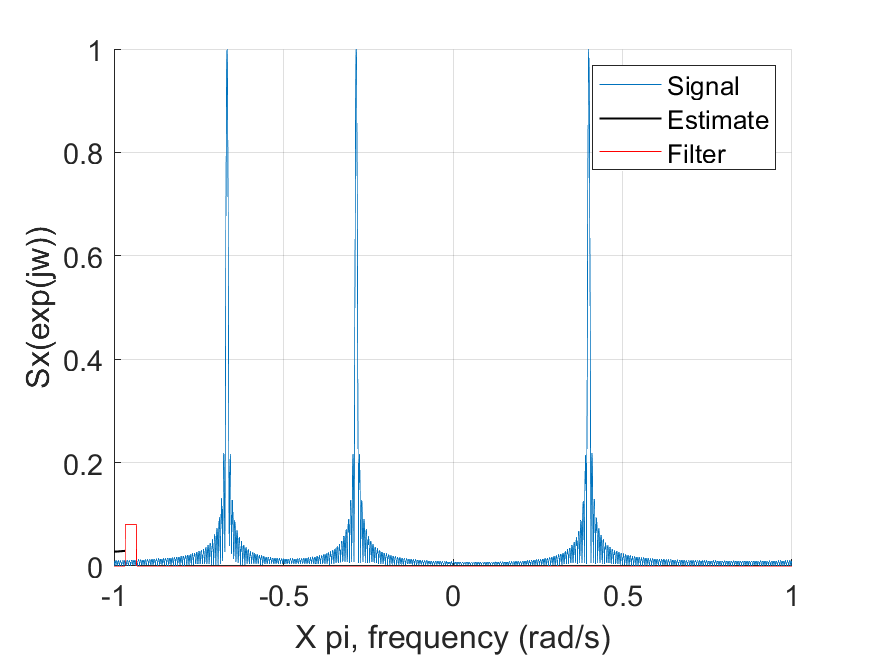 1
0.8
0.6
0.4
0.2
0
-1
-0.5
0
0.5
1
Sx(exp(jw))
X pi, frequency (rad/s)
Signal
Estimate
Filter